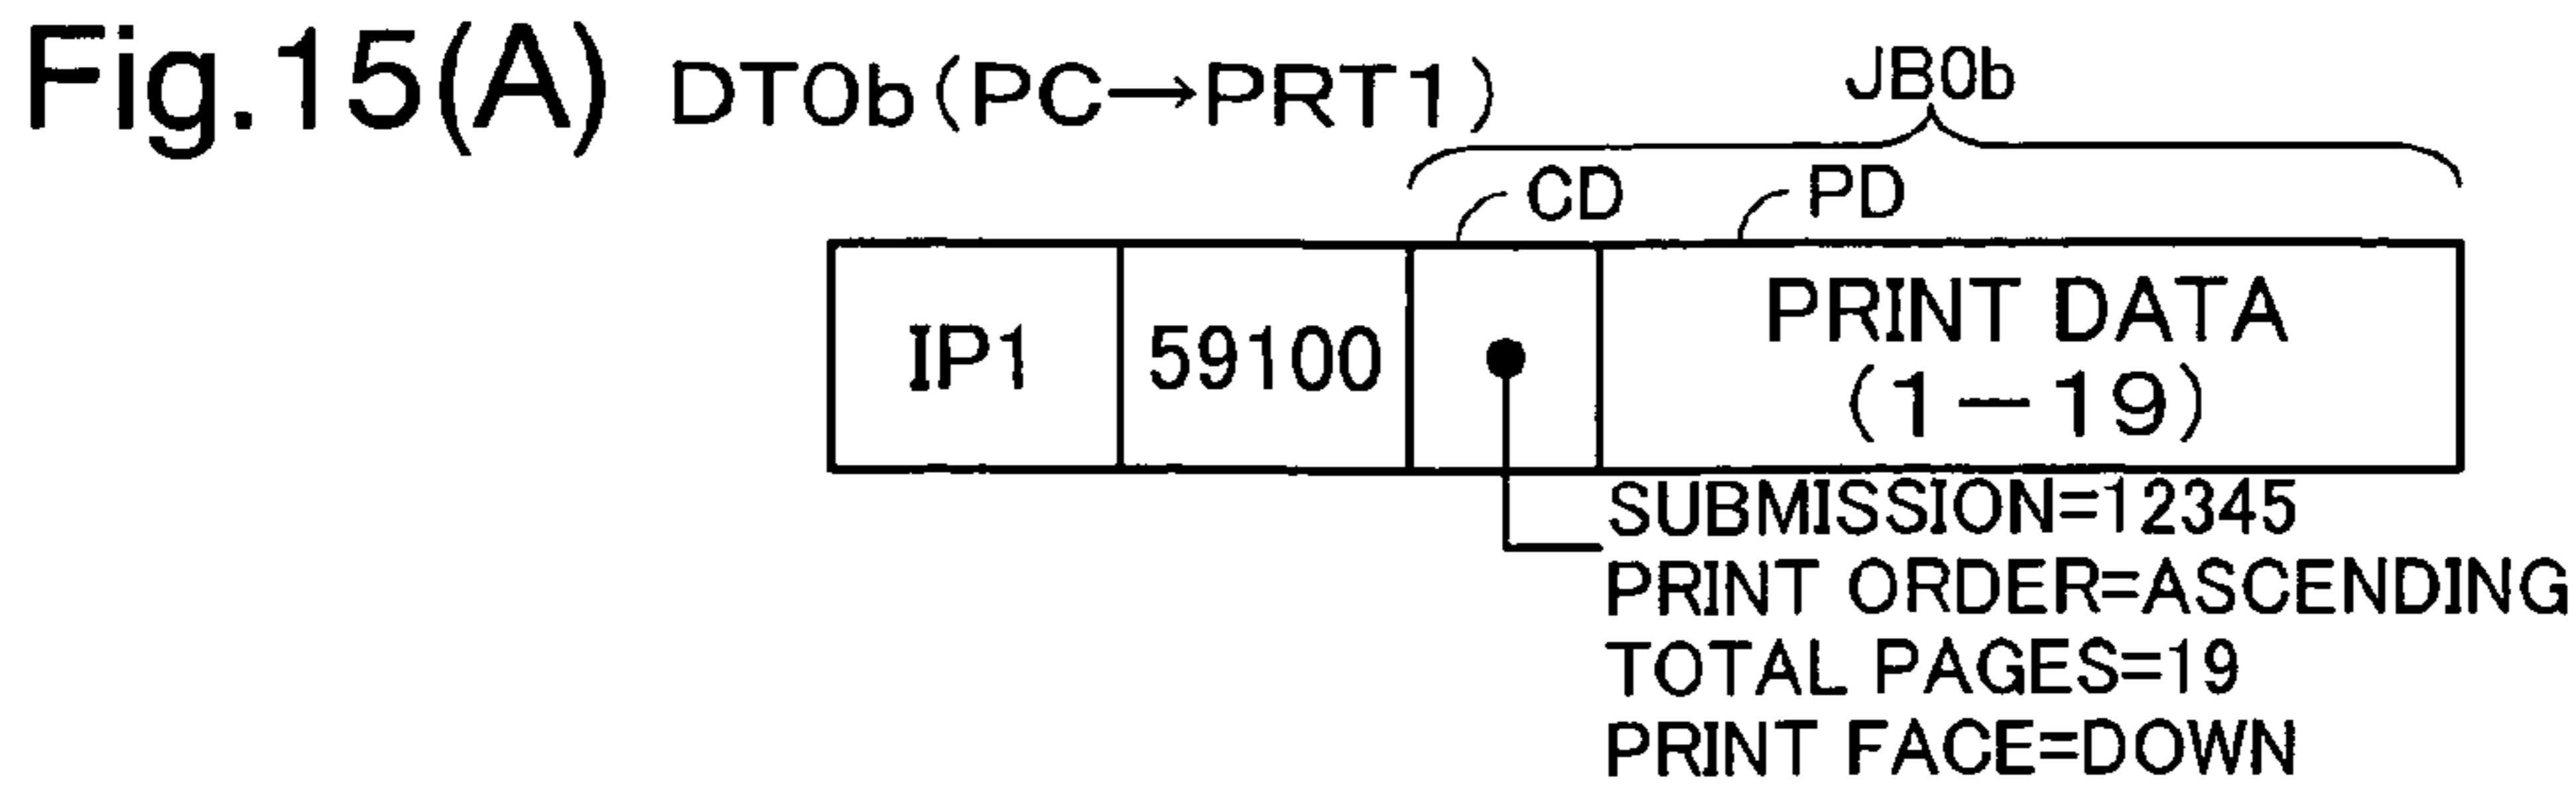 Fig.15(A) DT0b(PC→PRT1)
JB0b
CD PD
IP1 59100 PRINT DATA
(1-19)
SUBMISSION=12345
PRINT ORDER=ASCENDING
TOTAL PAGES=19
PRINT FACE=DOWN